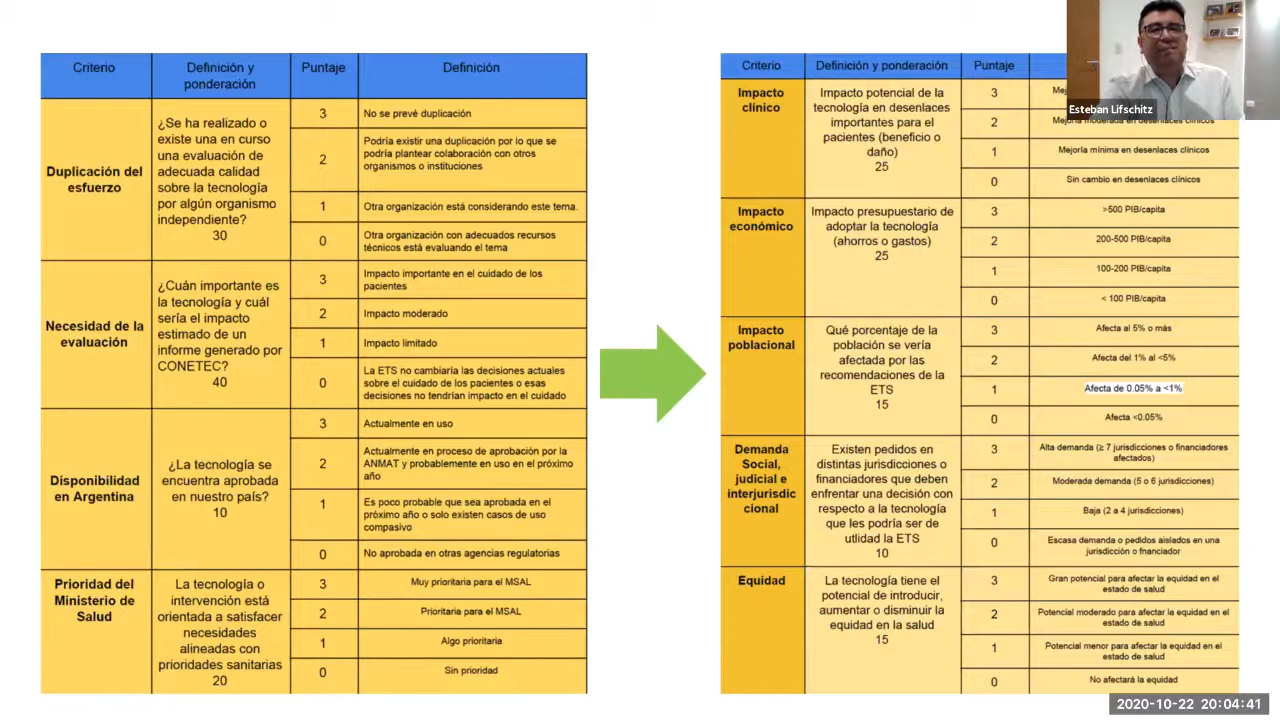 Criterio
Definición y
ponderación
Puntaje
Definición
Duplicación del
esfuerzo
¿Se ha realizado o
existe una en curso
una evaluación de
adecuada calidad
sobre la tecnología
por algún organismo
independiente?
30
3
No se prevé duplicación
2
Podría existir una duplicación por lo que se
podría plantear colaboración con otros
organismos o instituciones
1
Otra organización está considerando este tema.
0
Otra organización con adecuados recursos
técnicos está evaluando el tema
Necesidad de la
evaluación
¿Cuán importante es
la tecnología y cuál
sería el impacto
estimado de un
informe generado por
CONETEC?
40
3
Impacto importante en el cuidado de los
pacientes
2
Impacto moderado
1
Impacto limitado
0
La ETS no cambiaría las decisiones actuales
sobre el cuidado de los pacientes o esas
decisiones no tendrían impacto en el cuidado
Disponibilidad
en Argentina
¿La tecnología se
encuentra aprobada
en nuestro país?
10
3
Actualmente en uso
2
Actualmente en proceso de aprobación por la
ANMAT y probablemente en uso en el próximo
año
1
Es poco probable que sea aprobada en el
próximo año o solo existen casos de uso
compasivo
0
No aprobada en otras agencias regulatorias
Prioridad del
Ministerio de
Salud
La tecnología o
intervención está
orientada a satisfacer
necesidades
alineadas con
prioridades sanitarias
20
3
Muy prioritaria para el MSAL
2
Prioritaria para el MSAL
1
Algo prioritaria
0
Sin prioridad
Criterio
Definición y ponderación
Puntaje
Impacto
clínico
Impacto potencial de la
tecnología en desenlaces
importantes para el
pacientes (beneficio o
daño)
25
3
2
Mejoría moderada en desenlaces clínicos
1
Mejoría mínima en desenlaces clínicos
0
Sin cambio en desenlaces clínicos
Impacto
económico
Impacto presupuestario de
adoptar la tecnología
(ahorros o gastos)
25
3
>500 PIB/capita
2
200-500 PIB/capita
1
100-200 PIB/capita
0
< 100 PIB/capita
Impacto
poblacional
Qué porcentaje de la
población se vería
afectada por las
recomendaciones de la
ETS
15
3
Afecta al 5% o más
2
Afecta del 1% al <5%
1
Afecta de 0.05% a <1%
0
Afecta <0.05%
Demanda
Social,
judicial e
interjurisdic
cional
Existen pedidos en
distintas jurisdicciones o
financiadores que deben
enfrentar una decisión con
respecto a la tecnología
que les podría ser de
utlidad la ETS
10
3
Alta demanda (≥ 7 jurisdicciones o financiadores
afectados)
2
Moderada demanda (5 o 6 jurisdicciones)
1
Baja (2 a 4 jurisdicciones)
0
Escasa demanda o pedidos aislados en una
jurisdicción o fnanciador
Equidad
La tecnología tiene el
potencial de introducir,
aumentar o disminuir la
equidad en la salud
15
3
Gran potencial para afectar la equidad en el
estado de salud
2
Potencial moderado para afectar la equidad en el
estado de salud
1
Potencial menor para afectar la equidad en el
estado de salud
0
No afectará la equidad
Esteban Lifschitz
2020-10-22 20:04:41